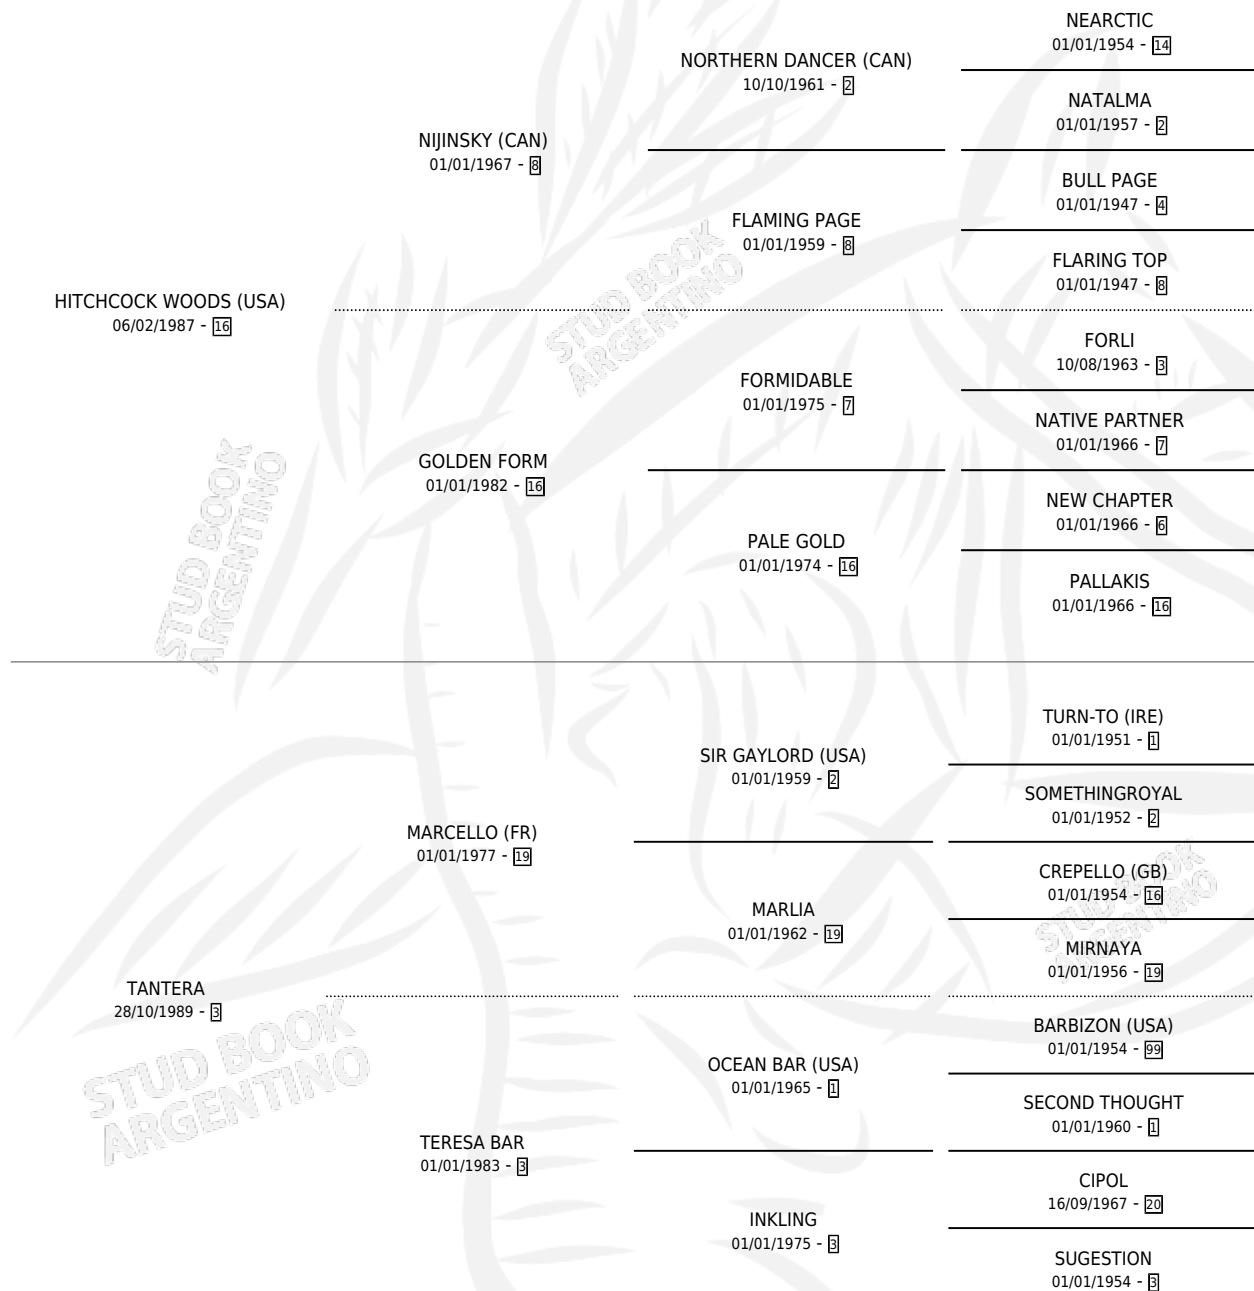 NEARCTIC
01/01/1954 - 14
NORTHERN DANCER (CAN)
10/10/1961 - 2
NATALMA
01/01/1957 - 2
NIJINSKY (CAN)
01/01/1967 - 8
BULL PAGE
01/01/1947 - 4
FLAMING PAGE
01/01/1959 - 8
FLARING TOP
01/01/1947 - 8
HITCHCOCK WOODS (USA)
06/02/1987 - 16
FORLI
10/08/1963 - 3
FORMIDABLE
01/01/1975 - 7
NATIVE PARTNER
01/01/1966 - 7
GOLDEN FORM
01/01/1982 - 16
NEW CHAPTER
01/01/1966 - 6
PALE GOLD
01/01/1974 - 16
PALLAKIS
01/01/1966 - 16
TURN-TO (IRE)
01/01/1951 - 1
SIR GAYLORD (USA)
01/01/1959 - 2
SOMETHINGROYAL
01/01/1952 - 2
MARCELLO (FR)
01/01/1977 - 19
CREPELLO (GB)
01/01/1954 - 16
MARLIA
01/01/1962 - 19
MIRNAYA
01/01/1956 - 19
TANTERA
28/10/1989 - 3
BARBIZON (USA)
01/01/1954 - 99
OCEAN BAR (USA)
01/01/1965 - 1
SECOND THOUGHT
01/01/1960 - 1
TERESA BAR
01/01/1983 - 3
CIPOL
16/09/1967 - 20
INKLING
01/01/1975 - 3
SUGESTION
01/01/1954 - 3
STUD BOOK
ARGENTINO
STUD BOOK
ARGENTINO
STUD BOOK
ARGENTINO
STUD BOOK
ARGENTINO